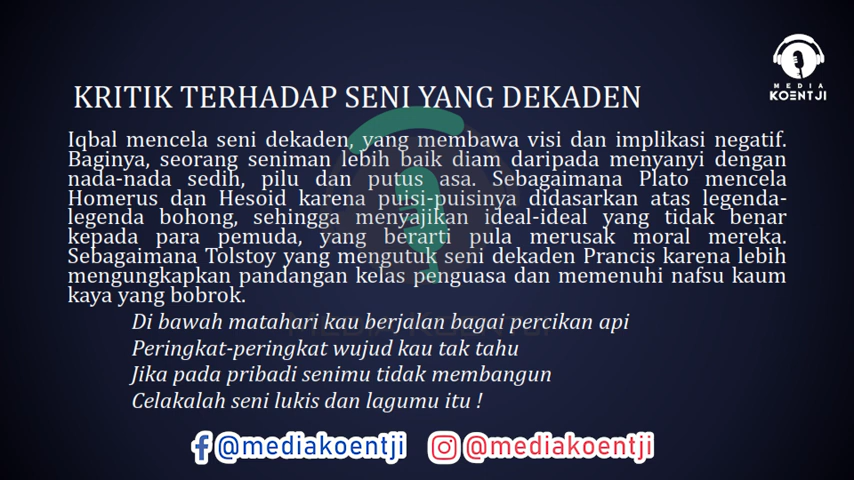 MEDIA
KOENTJI
KRITIK TERHADAP SENI YANG DEKADEN
Iqbal mencela seni dekaden, yang membawa visi dan implikasi negatif.
Baginya, seorang seniman lebih baik diam daripada menyanyi dengan
nada-nada sedih, pilu dan putus asa. Sebagaimana Plato mencela
Homerus dan Hesoid karena puisi-puisinya didasarkan atas legenda-
legenda bohong, sehingga menyajikan ideal-ideal yang tidak benar
kepada para pemuda, yang berarti pula merusak moral mereka.
Sebagaimana Tolstoy yang mengutuk seni dekaden Prancis karena lebih
mengungkapkan pandangan kelas penguasa dan memenuhi nafsu kaum
kaya yang bobrok.
Di bawah matahari kau berjalan bagai percikan api
Peringkat-peringkat wujud kau tak tahu
Jika pada pribadi senimu tidak membangun
Celakalah seni lukis dan lagumu itu !
@mediakoentji @mediakoentji